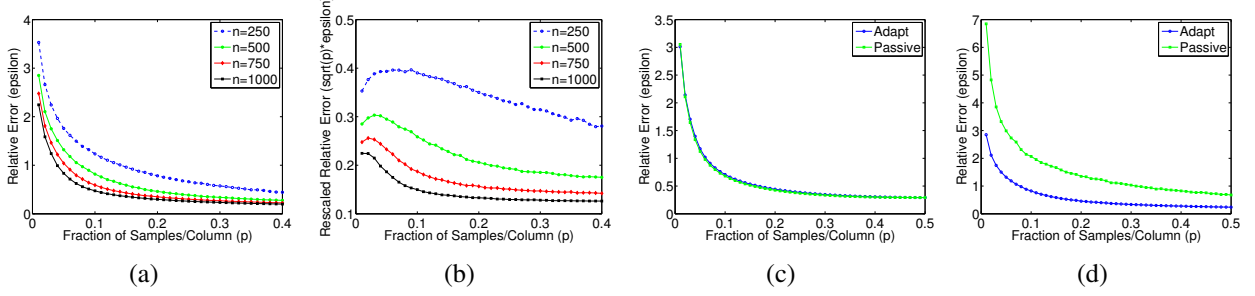 4
3
2
1
0
0
0.1
0.2
0.3
0.4
Relative Error (epsilon)
Fraction of Samples/Column (p)
n=250
n=500
n=750
n=1000
(a)
0.5
0.4
0.3
0.2
0.1
0
0.1
0.2
0.3
0.4
Rescaled Relative Error (sqrt(p)*epsilon
Fraction of Samples/Column (p)
n=250
n=500
n=750
n=1000
(b)
3.5
3
2.5
2
1.5
1
0.5
0
0
0.1
0.2
0.3
0.4
0.5
Relative Error (epsilon)
Fraction of Samples/Column (p)
Adapt
Passive
(c)
7
6
5
4
3
2
1
0
0
0.1
0.2
0.3
0.4
0.5
Relative Error (epsilon)
Fraction of Samples/Column (p)
Adapt
Passive
(d)